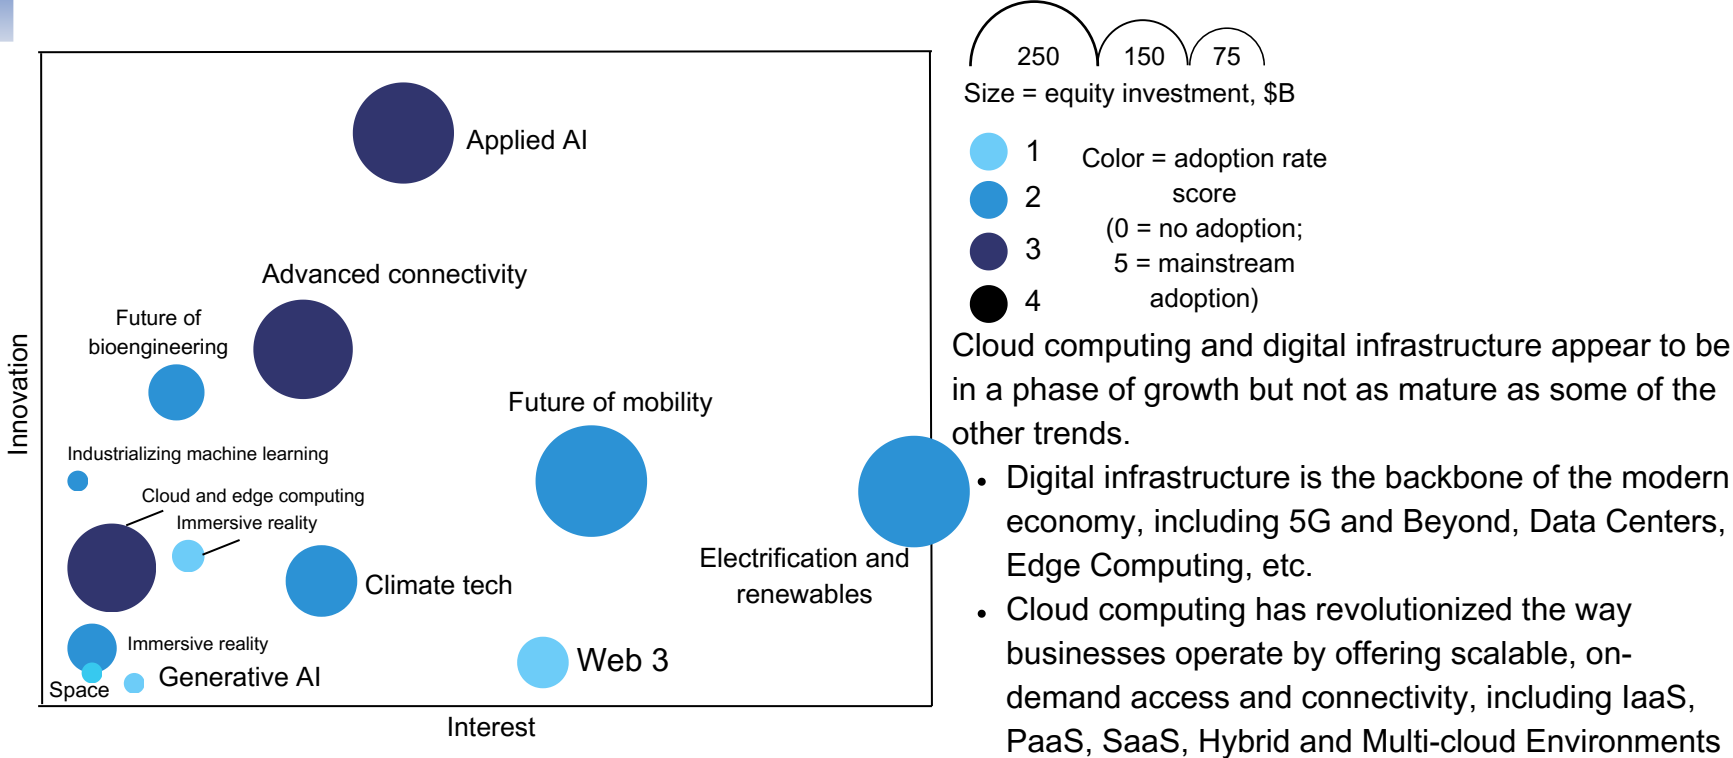 250 150 75
Size = equity investment, $B
1
2
3
4
Color = adoption rate
score
(0 = no adoption;
5 = mainstream
adoption)
Applied AI
Advanced connectivity
Future of
bioengineering
Future of mobility
Industrializing machine learning
Cloud and edge computing
Immersive reality
Climate tech
Electrification and
renewables
Immersive reality
Web 3
Generative AI
Space
Innovation
Interest
Cloud computing and digital infrastructure appear to be
in a phase of growth but not as mature as some of the
other trends.
• Digital infrastructure is the backbone of the modern
economy, including 5G and Beyond, Data Centers,
Edge Computing, etc.
• Cloud computing has revolutionized the way
businesses operate by offering scalable, on-
demand access and connectivity, including IaaS,
PaaS, SaaS, Hybrid and Multi-cloud Environments